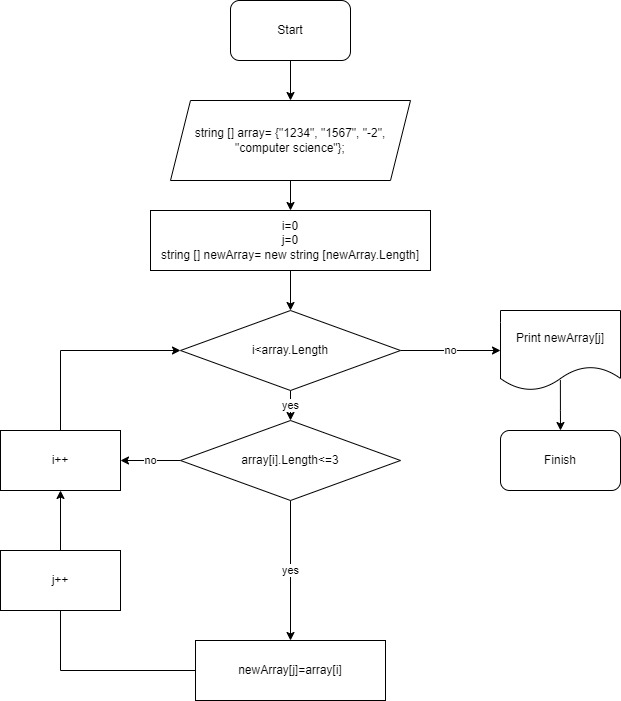 Start
string [] array= {"1234", "1567", "-2",
"computer science"};
i=0
j=0
string [] newArray= new string [newArray.Length]
i<array.Length
no
Print newArray[j]
yes
i++
no
array[i].Length<=3
Finish
yes
j++
newArray[j]=array[i]